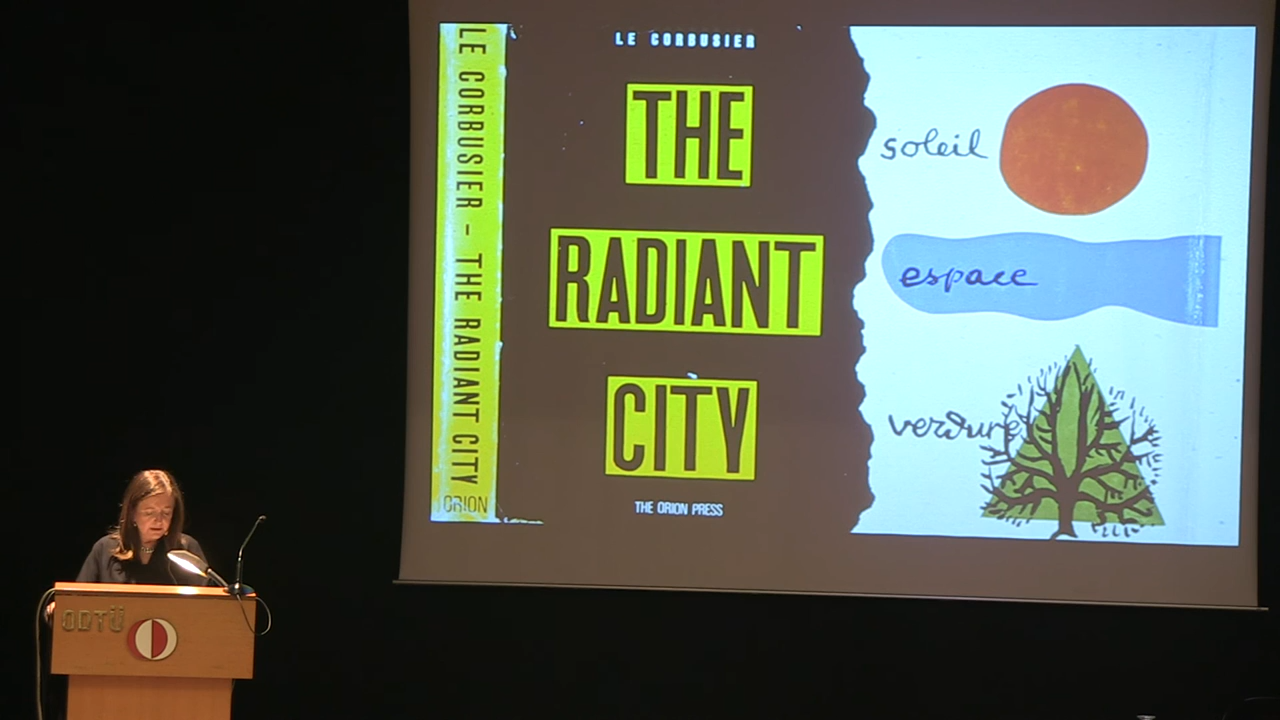 LE CORBUSIER - THE RADIANT CITY
ORION
LE CORBUSIER
THE
RADIANT
CITY
THE ORION PRESS
soleil
espace
verdure
ODTÜ